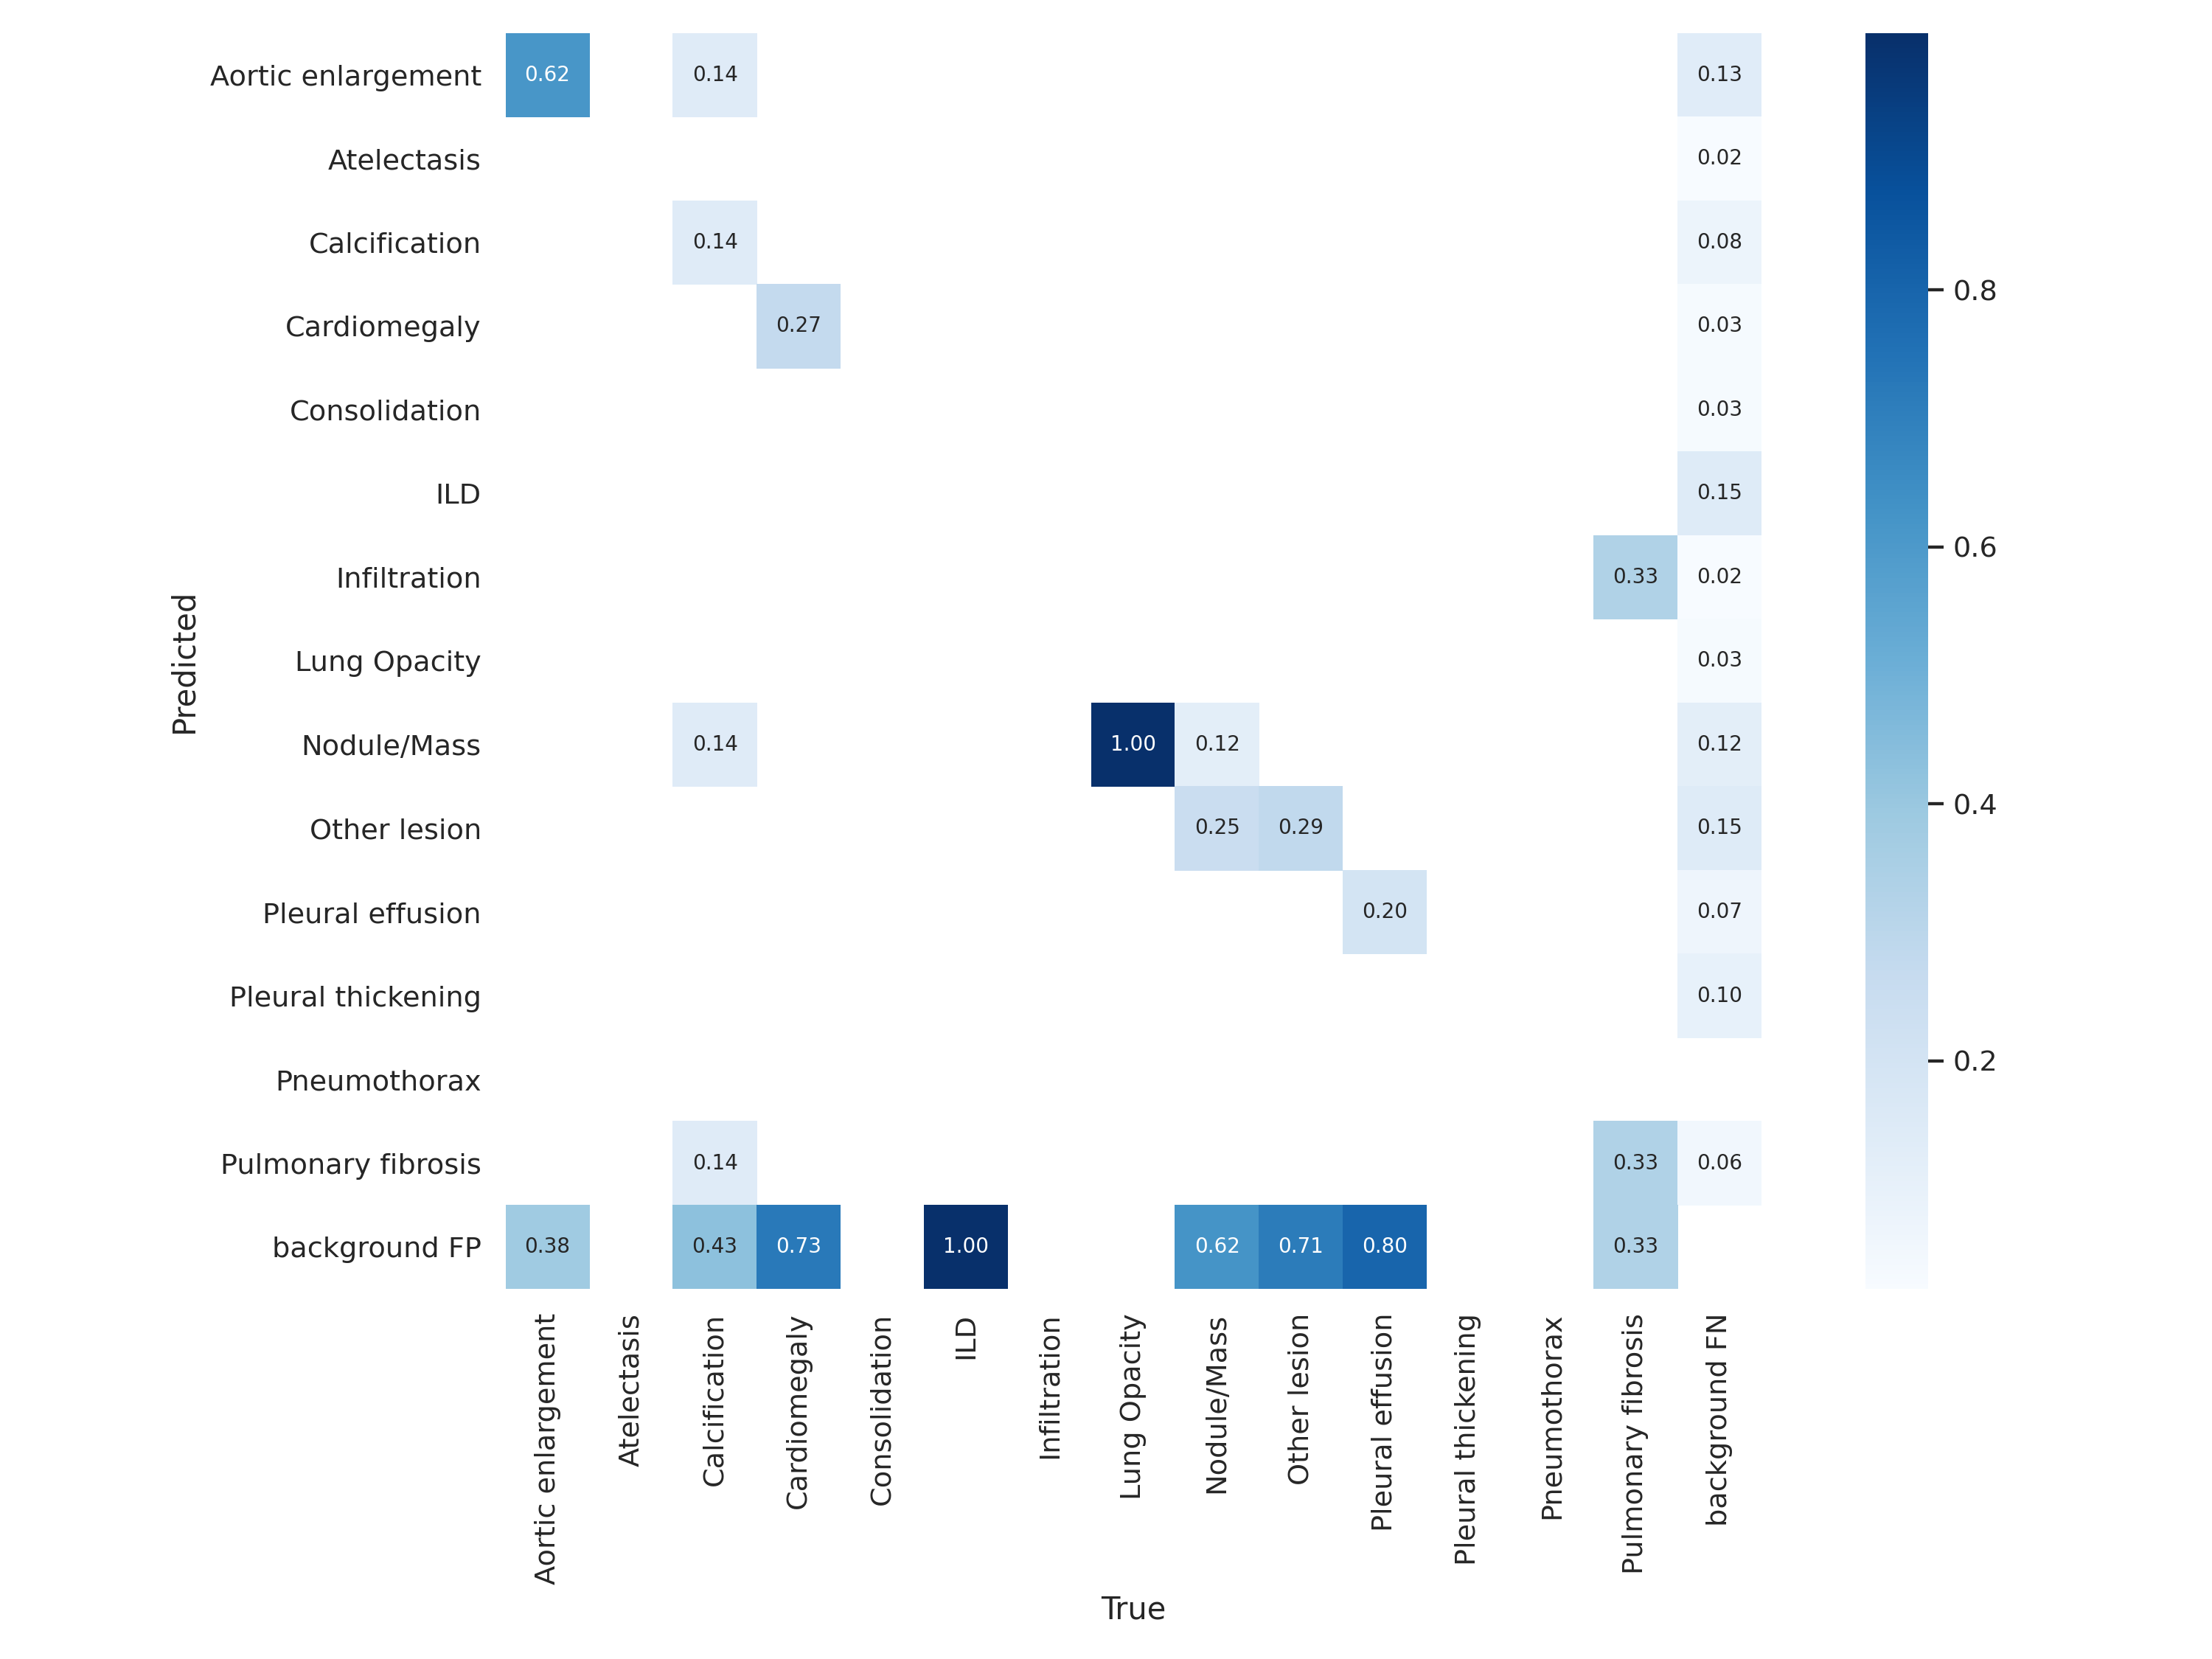 Aortic enlargement 0.62 0.14 0.13
Atelectasis 0.02
Calcification 0.14 0.08
Cardiomegaly 0.27 0.03
0.8
Consolidation 0.03
ILD 0.15
0.6
Infiltration 0.33 0.02
Predicted
Lung Opacity 0.03
Nodule/Mass 0.14 1.00 0.12 0.12
0.4
Other lesion 0.25 0.29 0.15
Pleural effusion 0.20 0.07
Pleural thickening 0.10
0.2
Pneumothorax
Pulmonary fibrosis 0.14 0.33 0.06
background FP 0.38 0.43 0.73 1.00 0.62 0.71 0.80 0.33
Aortic enlargement
Atelectasis
Calcification
Cardiomegaly
Consolidation
ILD
Infiltration
Lung Opacity
Nodule/Mass
Other lesion
Pleural effusion
Pleural thickening
Pneumothorax
Pulmonary fibrosis
background FN
True